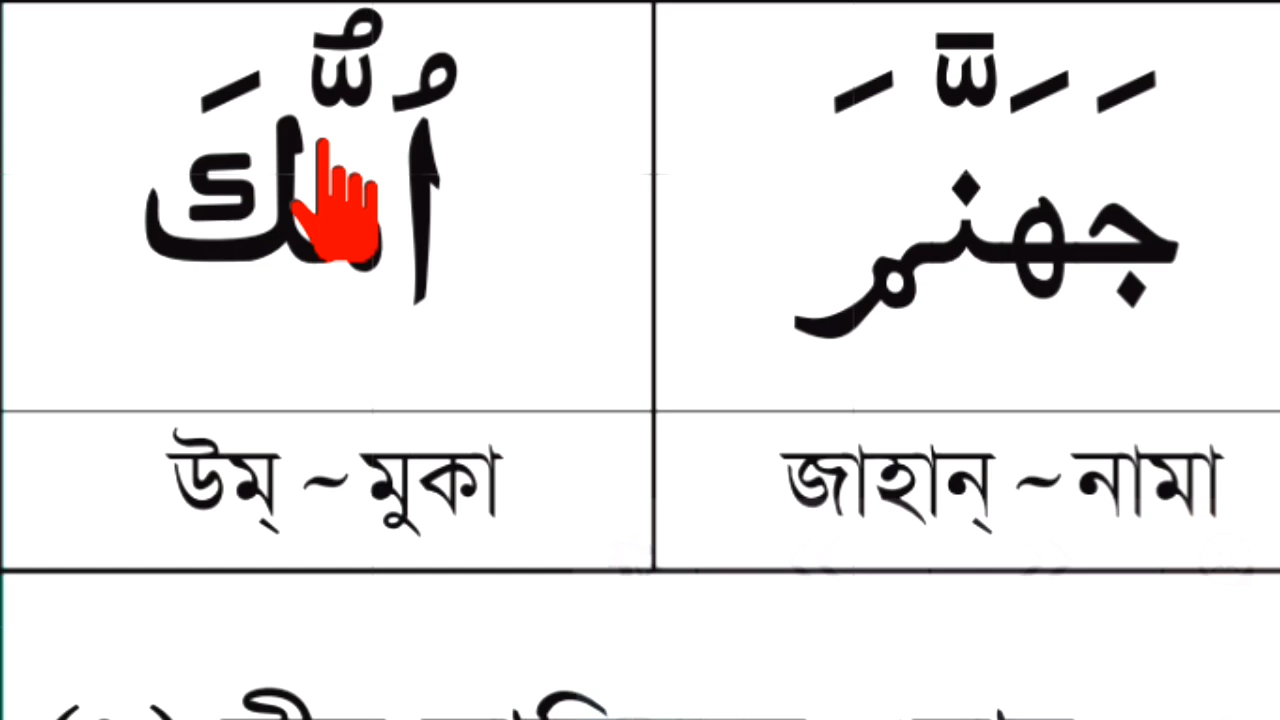 اُمُّكَ جَهَنَّمَ
উম্ ~ মুকা জাহান্ ~ নামা